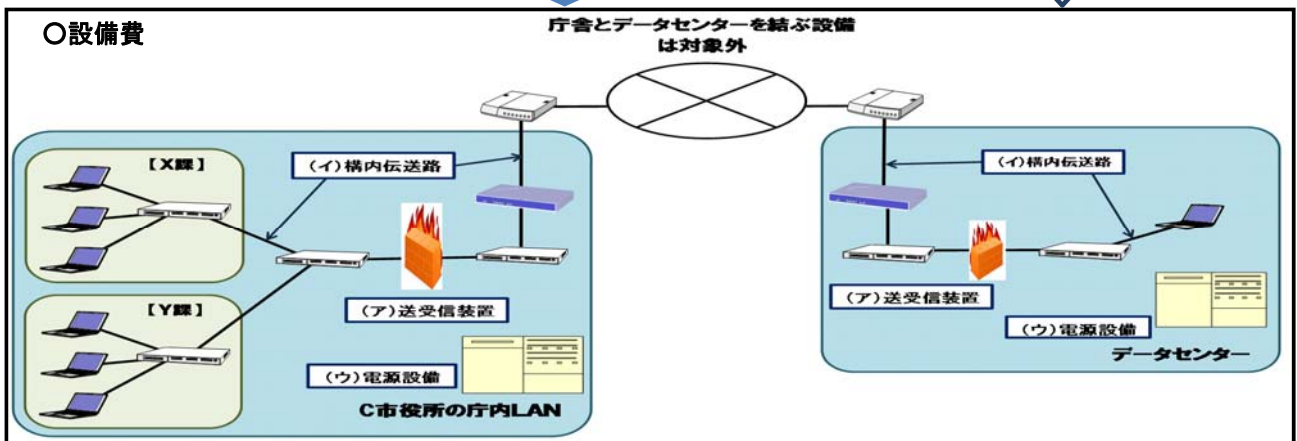 〇設備費
庁舎とデータセンターを結ぶ設備
は対象外
【X課】
(イ)構内伝送路
(ア)送受信装置
【Y課】
(ウ)電源設備
C市役所の庁内LAN
(イ)構内伝送路
(ア)送受信装置
(ウ)電源設備
データセンター